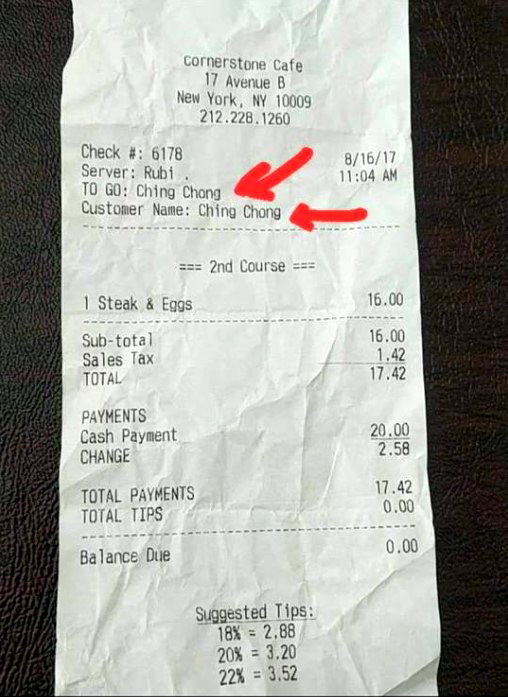 Cornerstone Cafe
17 Avenue B
New York, NY 10009
212.228.1260
Check #: 6178 8/16/17
Server: Rubi . 11:04 AM
TO GO: Ching Chong
Customer Name: Ching Chong
=== 2nd Course ===
1 Steak & Eggs 16.00
Sub-total 16.00
Sales Tax 1.42
TOTAL 17.42
PAYMENTS
Cash Payment 20.00
CHANGE 2.58
TOTAL PAYMENTS 17.42
TOTAL TIPS 0.00
Balance Due 0.00
Suggested Tips:
18% = 2.88
20% = 3.20
22% = 3.52